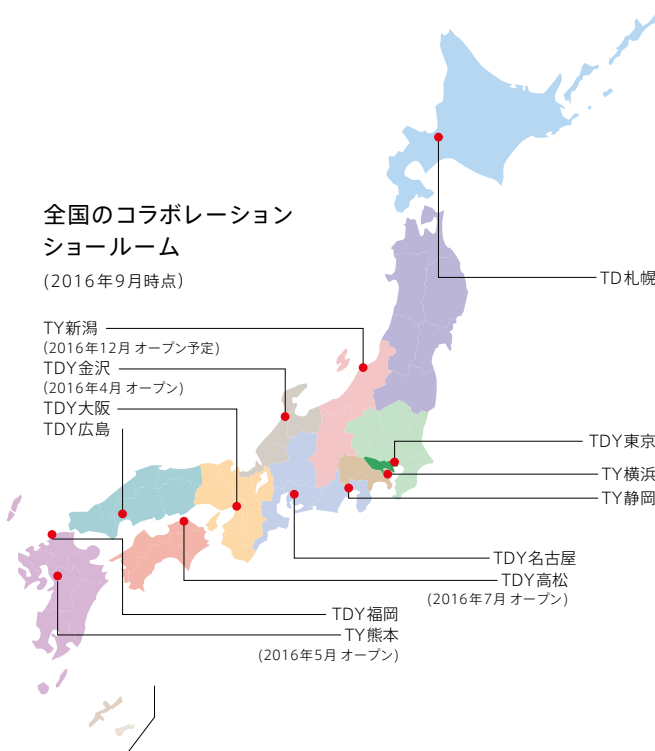 全国のコラボレーション
ショールーム
(2016年9月時点)
TD札幌
TY新潟
(2016年12月 オープン予定)
TDY金沢
(2016年4月 オープン)
TDY大阪
TDY広島
TDY東京
TY横浜
TY静岡
TDY名古屋
TDY高松
(2016年7月 オープン)
TDY福岡
TY熊本
(2016年5月 オープン)